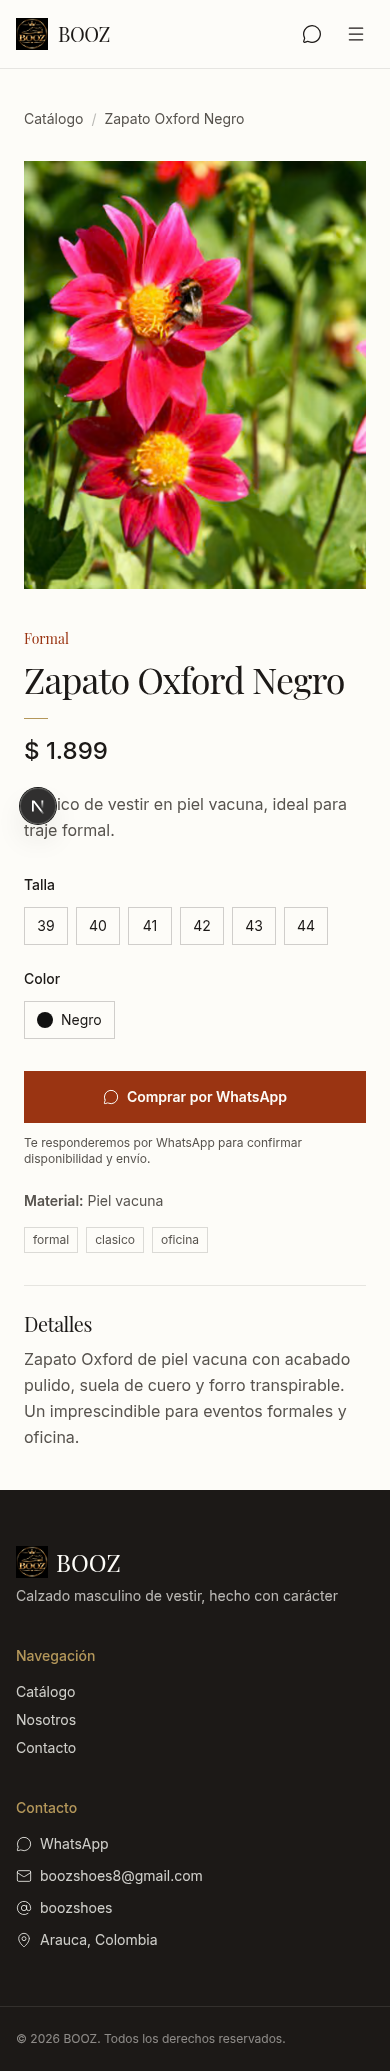 BOOZ
Catálogo / Zapato Oxford Negro
Formal
Zapato Oxford Negro
$ 1.899
ico de vestir en piel vacuna, ideal para
traje formal.
Talla
39 40 41 42 43 44
Color
Negro
Comprar por WhatsApp
Te responderemos por WhatsApp para confirmar
disponibilidad y envío.
Material: Piel vacuna
formal clasico oficina
Detalles
Zapato Oxford de piel vacuna con acabado
pulido, suela de cuero y forro transpirable.
Un imprescindible para eventos formales y
oficina.
BOOZ
Calzado masculino de vestir, hecho con carácter
Navegación
Catálogo
Nosotros
Contacto
Contacto
WhatsApp
boozshoes8@gmail.com
boozshoes
Arauca, Colombia
© 2026 BOOZ. Todos los derechos reservados.